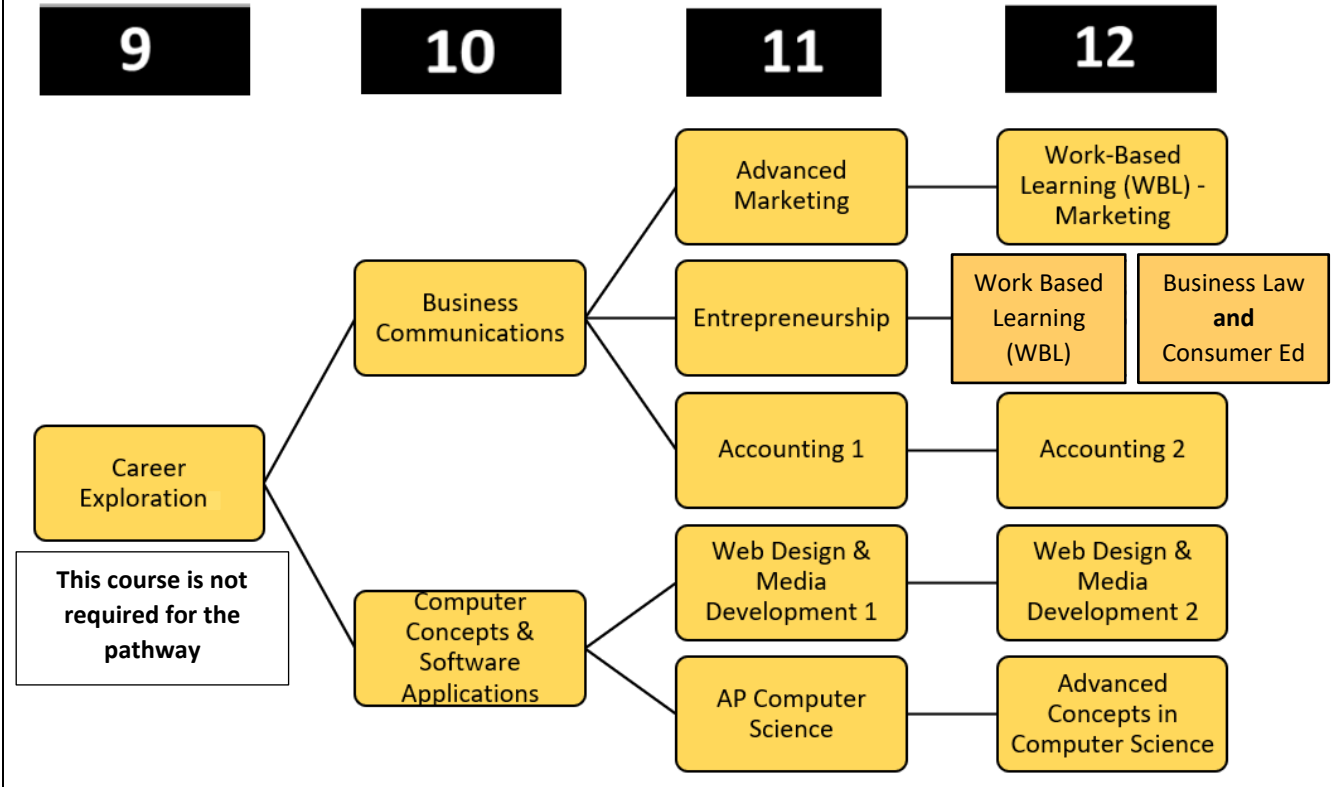 9
10
11
12
Career
Exploration
This course is not
required for the
pathway
Business
Communications
Computer
Concepts &
Software
Applications
Advanced
Marketing
Entrepreneurship
Accounting 1
Web Design &
Media
Development 1
AP Computer
Science
Work-Based
Learning (WBL) -
Marketing
Work Based
Learning
(WBL)
Business Law
and
Consumer Ed
Accounting 2
Web Design &
Media
Development 2
Advanced
Concepts in
Computer Science